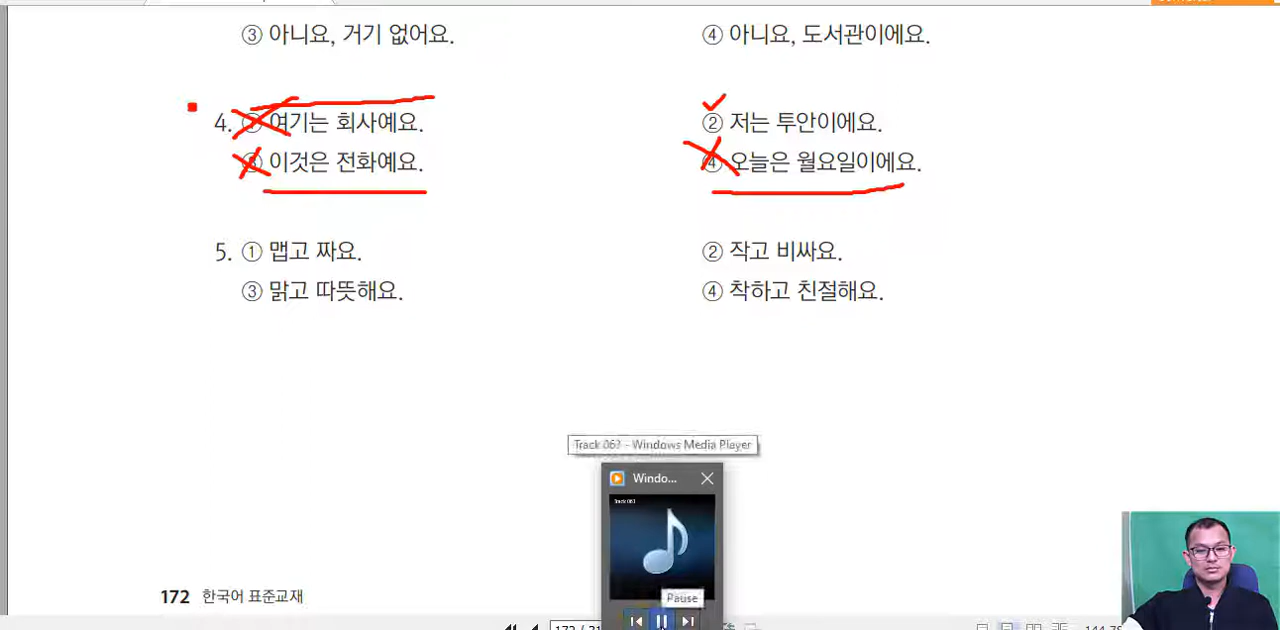 ③ 아니요, 거기 없어요. ④ 아니요, 도서관이에요.
4. ① 여기는 회사예요. ② 저는 투안이에요.
③ 이것은 전화예요. ④ 오늘은 월요일이에요.
5. ① 맵고 짜요. ② 작고 비싸요.
③ 맑고 따뜻해요. ④ 착하고 친절해요.
Track 063 - Windows Media Player
Windo...
Track 063
Pause
172 한국어 표준교재